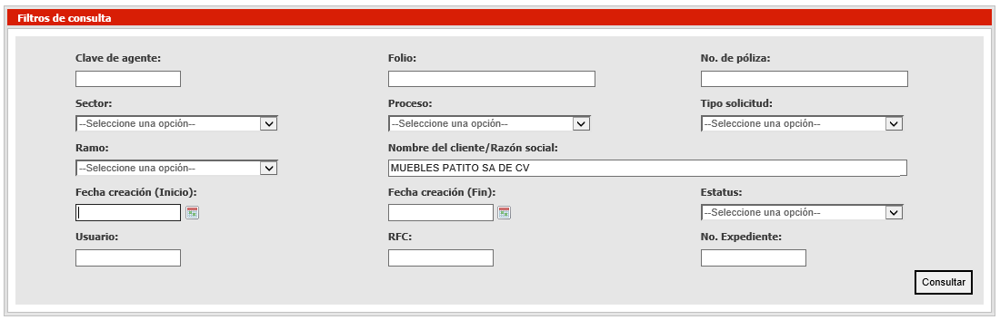 Filtros de consulta
Clave de agente: Folio: No. de póliza:
Sector: Proceso: Tipo solicitud:
--Seleccione una opción-- --Seleccione una opción-- --Seleccione una opción--
Ramo: Nombre del cliente/Razón social:
--Seleccione una opción-- MUEBLES PATITO SA DE CV
Fecha creación (Inicio): Fecha creación (Fin): Estatus:
--Seleccione una opción--
Usuario: RFC: No. Expediente:
Consultar